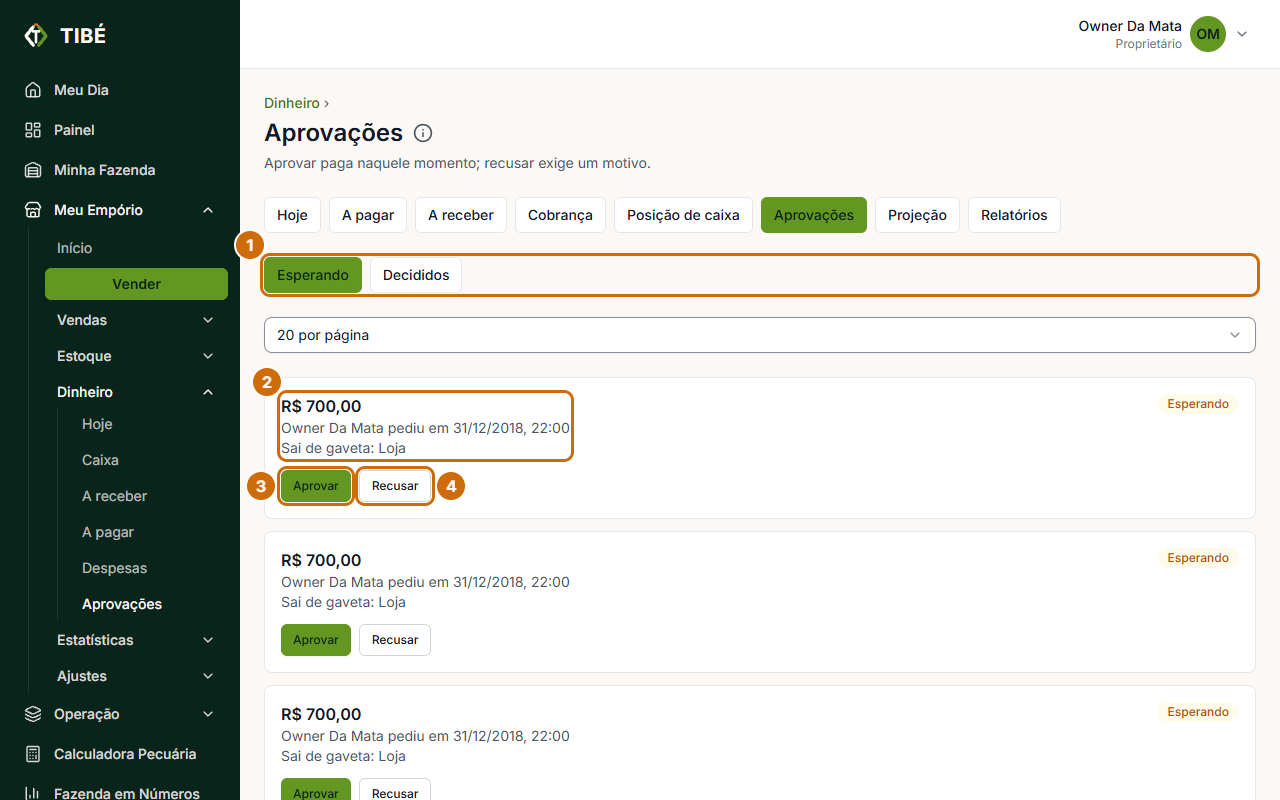 TIBÉ
Owner Da Mata
Proprietário
OM
Meu Dia
Painel
Minha Fazenda
Meu Empório
Início
Vender
Vendas
Estoque
Dinheiro
Hoje
Caixa
A receber
A pagar
Despesas
Aprovações
Estatísticas
Ajustes
Operação
Calculadora Pecuária
Fazenda em Números
Dinheiro ›
Aprovações
Aprovar paga naquele momento; recusar exige um motivo.
Hoje A pagar A receber Cobrança Posição de caixa Aprovações Projeção Relatórios
1
Esperando Decididos
20 por página
2
R$ 700,00 Esperando
Owner Da Mata pediu em 31/12/2018, 22:00
Sai de gaveta: Loja
3 Aprovar Recusar 4
R$ 700,00 Esperando
Owner Da Mata pediu em 31/12/2018, 22:00
Sai de gaveta: Loja
Aprovar Recusar
R$ 700,00 Esperando
Owner Da Mata pediu em 31/12/2018, 22:00
Sai de gaveta: Loja
Aprovar Recusar